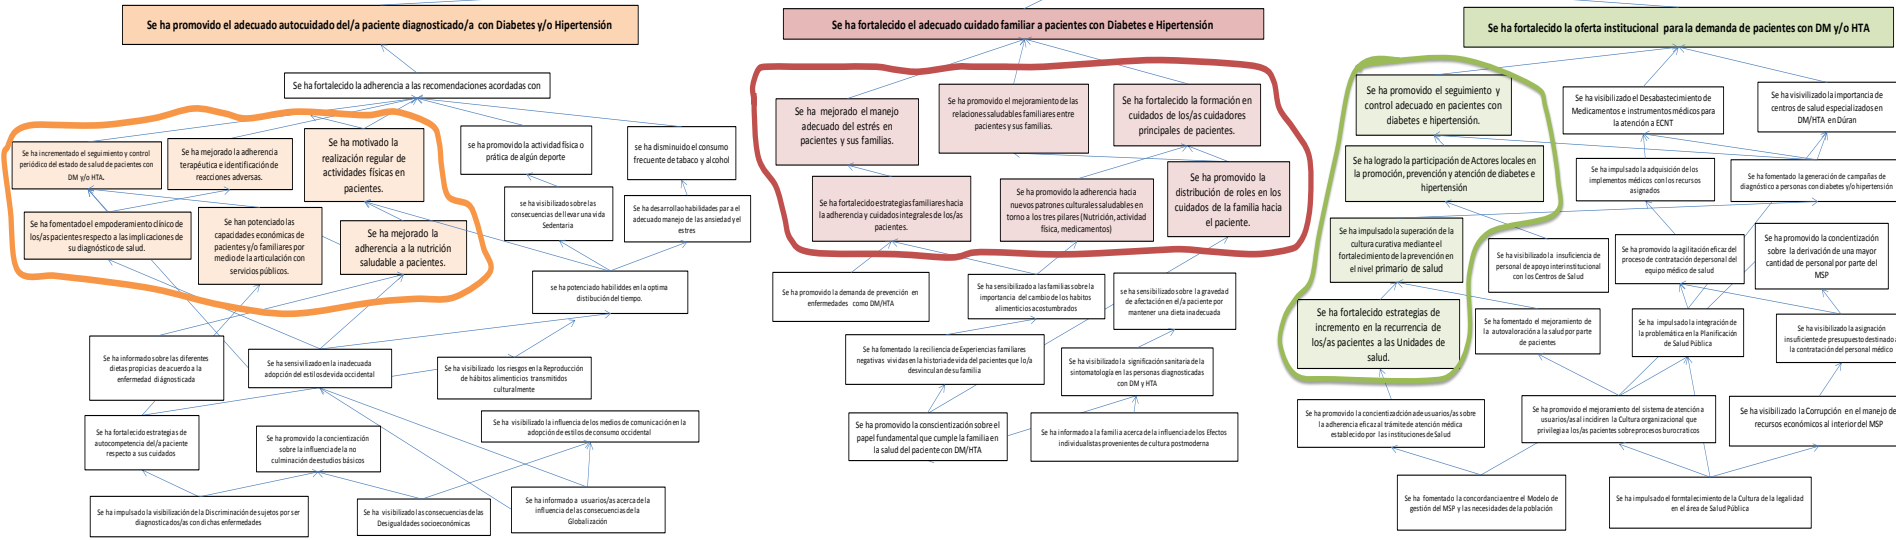 Se ha promovido el adecuado autocuidado del/a paciente diagnosticado/a con Diabetes y/o Hipertensión
Se ha fortalecido la adherencia a las recomendaciones acordadas con
Se ha incrementado el seguimiento y control
periódico del estado de salud de pacientes con
DM y/o HTA.
Se ha mejorado la adherencia
terapéutica e identificación de
reacciones adversas.
Se ha motivado la
realización regular de
actividades físicas en
pacientes.
se ha promovido la actividad física o
prática de algún deporte
se ha disminuido el consumo
frecuente de tabaco y alcohol
Se ha fomentado el empoderamiento clínico de
los/as pacientes respecto a las implicaciones de
su diagnóstico de salud.
Se han potenciado las
capacidades económicas de
pacientes y/o familiares por
medio de la articulación con
servicios públicos.
Se ha mejorado la
adherencia a la nutrición
saludable a pacientes.
se ha visibilizado sobre las
consecuencias de llevar una vida
Sedentaria
Se ha desarrollao habilidades par a el
adecuado manejo de las ansiedad y el
estres
se ha potenciado habilidades en la optima
distribución del tiempo.
Se ha informado sobre las diferentes
dietas propicias de acuerdo a la
enfermedad diágnosticada
Se ha sensivilizado en la inadecuada
adopción del estilos de vida occidental
Se ha visibilizado los riesgos en la Reproducción
de hábitos alimenticios transmitidos
culturalmente
Se ha fortalecido estrategias de
autocompetencia del/a paciente
respecto a sus cuidados
Se ha promovido la concientización
sobre la influencia de la no
culminación de estudios básicos
Se ha visibilizado la influencia de los medios de comunicación en la
adopción de estilos de consumo occidental
Se ha impulsado la visibilización de la Discriminación de sujetos por ser
diagnosticados/as con dichas enfermedades
Se ha visibilizado las consecuencias de las
Desigualdades socioeconómicas
Se ha informado a usuarios/as acerca de la
influencia de las consecuencias de la
Globalización
Se ha fortalecido el adecuado cuidado familiar a pacientes con Diabetes e Hipertensión
Se ha mejorado el manejo
adecuado del estrés en
pacientes y sus familias.
Se ha promovido el mejoramiento de las
relaciones saludables familiares entre
pacientes y sus familias.
Se ha fortalecido la formación en
cuidados de los/as cuidadores
principales de pacientes.
Se ha fortalecido estrategias familiares hacia
la adherencia y cuidados integrales de los/as
pacientes.
Se ha promovido la adherencia hacia
nuevos patrones culturales saludables en
torno a los tres pilares (Nutrición, actividad
física, medicamentos)
Se ha promovido la
distribución de roles en los
cuidados de la familia hacia
el paciente.
Se ha promovido la demanda de prevención en
enfermedades como DM/HTA
Se ha sensibilizado a las familias sobre la
importancia del cambio de los habitos
alimenticios acostumbrados
se ha sensibilizado sobre la gravedad
de afectación en el/a paciente por
mantener una dieta inadecuada
Se ha fomentado la reciliencia de Experiencias familiares
negativas vividas en la historia de vida del pacientes que lo/a
desvinculan de su familia
Se ha visibilizado la significación sanitaria de la
sintomatología en las personas diagnosticadas
con DM y HTA
Se ha promovido la conscientización sobre el
papel fundamental que cumple la familia en
la salud del paciente con DM/HTA
Se ha informado a la familia acerca de la influencia de los Efectos
individualistas provenientes de cultura postmoderna
Se ha fortalecido la oferta institucional para la demanda de pacientes con DM y/o HTA
Se ha promovido el seguimiento y
control adecuado en pacientes con
diabetes e hipertensión.
Se ha visibilizado el Desabastecimiento de
Medicamentos e instrumentos médicos para
la atención a ECNT
Se ha visivilizado la importancia de
centros de salud especializados en
DM/HTA en Dúran
Se ha logrado la participación de Actores locales en
la promoción, prevención y atención de diabetes e
hipertensión
Se ha impulsado la adquisición de los
implementos médicos con los recursos
asignados
Se ha fomentado la generación de campañas de
diagnóstico a personas con diabetes y/o hipertensión
Se ha impulsado la superación de la
cultura curativa mediante el
fortalecimiento de la prevención en
el nivel primario de salud
Se ha visibilizado la insuficiencia de
personal de apoyo interinstitucional
con los Centros de Salud
Se ha promovido la agilitación eficaz del
proceso de contratación de personal del
equipo médico de salud
Se ha promovido la concientización
sobre la derivación de una mayor
cantidad de personal por parte del
MSP
Se ha fortalecido estrategias de
incremento en la recurrencia de
los/as pacientes a las Unidades de
salud.
Se ha fomentado el mejoramiento de
la autovaloración a la salud por parte
de pacientes
Se ha impulsado la integración de
la problemática en la Planificación
de Salud Pública
Se ha visibilizado la asignación
insuficiente de presupuesto destinado a
la contratación del personal médico
Se ha promovido la concientización ade usuarios/as sobre
la adherencia eficaz al trámite de atención médica
establecido por las instituciones de Salud
Se ha promovido el mejoramiento del sistema de atención a
usuarios/as al incidir en la Cultura organizacional que
privilegia a los/as pacientes sobre procesos burocraticos
Se ha visibilizado la Corrupción en el manejo de
recursos económicos al interior del MSP
Se ha fomentado la concordancia entre el Modelo de
gestión del MSP y las necesidades de la población
Se ha impulsado el formtalecimiento de la Cultura de la legalidad
en el área de Salud Pública